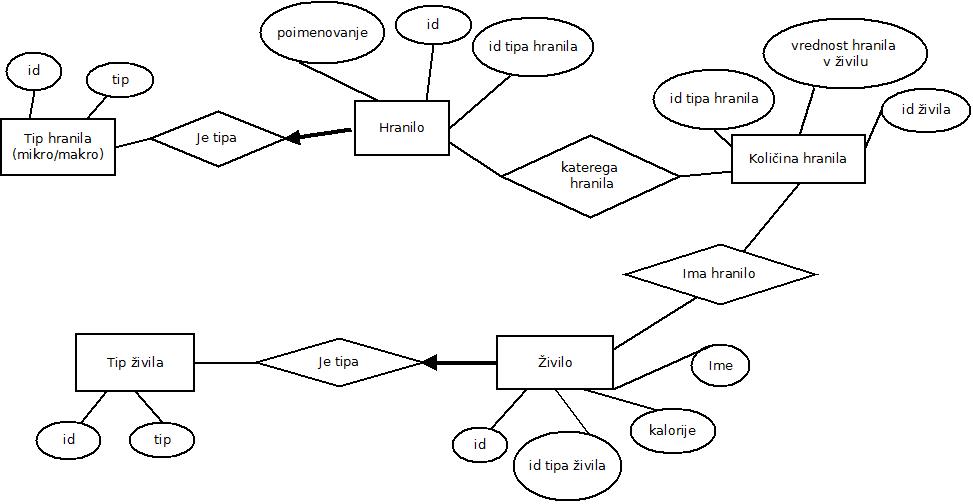 poimenovanje
id
id tipa hranila
vrednost hranila
v živilu
id
tip
id tipa hranila
id živila
Tip hranila
(mikro/makro)
Je tipa
Hranilo
katerega
hranila
Količina hranila
Ima hranilo
Tip živila
Je tipa
Živilo
Ime
id
tip
id
id tipa živila
kalorije